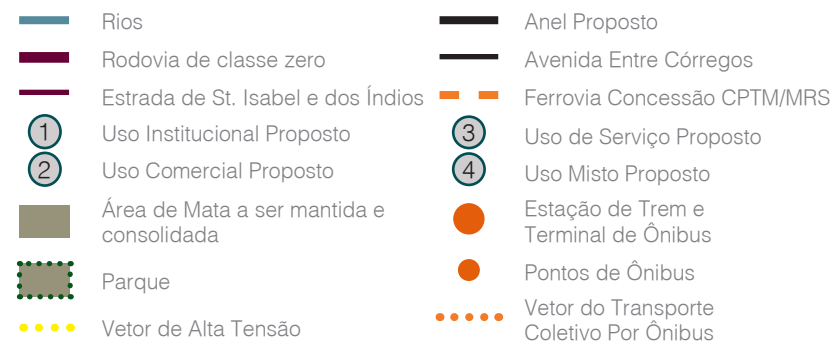 Rios
Rodovia de classe zero
Estrada de St. Isabel e dos Índios
1 Uso Institucional Proposto
2 Uso Comercial Proposto
Área de Mata a ser mantida e
consolidada
Parque
Vetor de Alta Tensão
Anel Proposto
Avenida Entre Córregos
Ferrovia Concessão CPTM/MRS
3 Uso de Serviço Proposto
4 Uso Misto Proposto
Estação de Trem e
Terminal de Ônibus
Pontos de Ônibus
Vetor do Transporte
Coletivo Por Ônibus